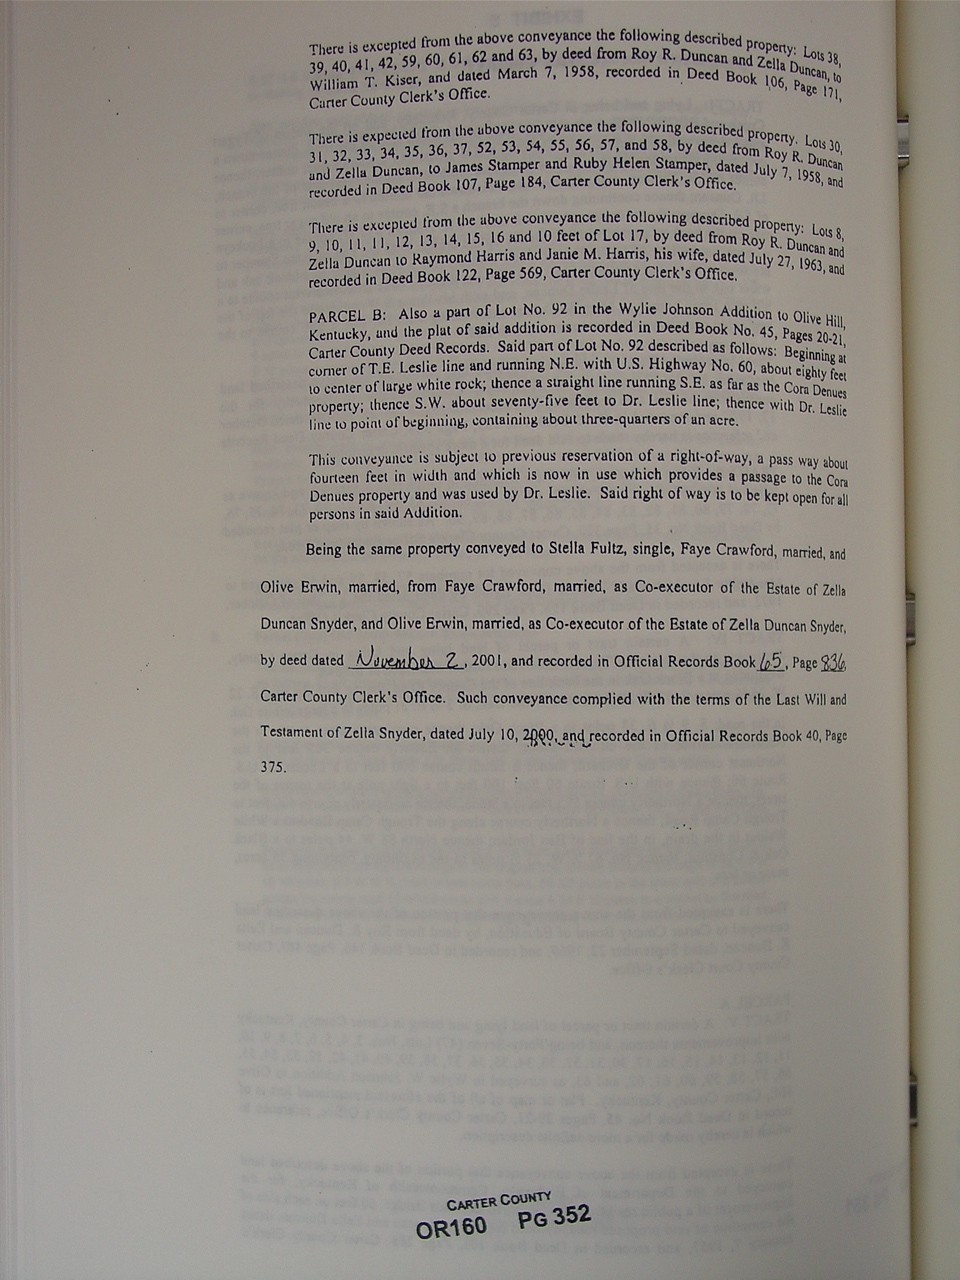 There is excepted from the above conveyance the following described property: Lots 38,
39, 40, 41, 42, 59, 60, 61, 62 and 63, by deed from Roy R. Duncan and Zella Duncan, to
William T. Kiser, and dated March 7, 1958, recorded in Deed Book 106, Page 171,
Carter County Clerk's Office.
There is expected from the above conveyance the following described property. Lots 30,
31, 32, 33, 34, 35, 36, 37, 52, 53, 54, 55, 56, 57, and 58, by deed from Roy R. Duncan
and Zella Duncan, to James Stamper and Ruby Helen Stamper, dated July 7, 1958, and
recorded in Deed Book 107, Page 184, Carter County Clerk's Office.
There is excepted from the above conveyance the following described property: Lots 8,
9, 10, 11, 11, 12, 13, 14, 15, 16 and 10 feet of Lot 17, by deed from Roy R. Duncan and
Zella Duncan to Raymond Harris and Janie M. Harris, his wife, dated July 27, 1963, and
recorded in Deed Book 122, Page 569, Carter County Clerk's Office.
PARCEL B: Also a part of Lot No. 92 in the Wylie Johnson Addition to Olive Hill,
Kentucky, and the plat of said addition is recorded in Deed Book No. 45, Pages 20-21,
Carter County Deed Records. Said part of Lot No. 92 described as follows: Beginning at
corner of T.E. Leslie line and running N.E. with U.S. Highway No. 60, about eighty feet
to center of large white rock; thence a straight line running S.E. as far as the Cora Denues
property; thence S.W. about seventy-five feet to Dr. Leslie line; thence with Dr. Leslie
line to point of beginning, containing about three-quarters of an acre.
This conveyance is subject to previous reservation of a right-of-way, a pass way about
fourteen feet in width and which is now in use which provides a passage to the Cora
Denues property and was used by Dr. Leslie. Said right of way is to be kept open for all
persons in said Addition.
Being the same property conveyed to Stella Fultz, single, Faye Crawford, married, and
Olive Erwin, married, from Faye Crawford, married, as Co-executor of the Estate of Zella
Duncan Snyder, and Olive Erwin, married, as Co-executor of the Estate of Zella Duncan Snyder,
by deed dated November 2, 2001, and recorded in Official Records Book 65, Page 836,
Carter County Clerk's Office. Such conveyance complied with the terms of the Last Will and
Testament of Zella Snyder, dated July 10, 2000, and recorded in Official Records Book 40, Page
375.
CARTER COUNTY
OR160 PG 352